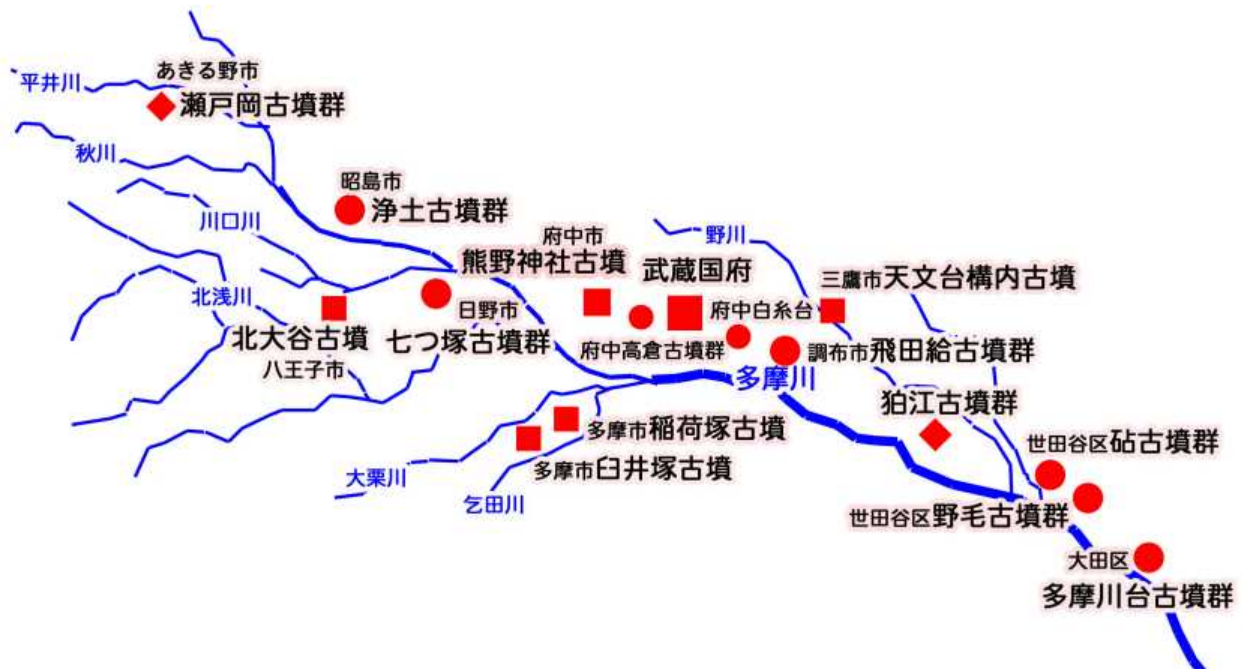 あきる野市
平井川
瀬戸岡古墳群
秋川
昭島市
浄土古墳群
川口川
府中市
野川
熊野神社古墳
武蔵国府
三鷹市天文台構内古墳
北浅川
日野市
府中白糸台
北大谷古墳
七つ塚古墳群
府中高倉古墳群
調布市飛田給古墳群
八王子市
多摩川
狛江古墳群
多摩市稲荷塚古墳
世田谷区砧古墳群
多摩市臼井塚古墳
大栗川
乞田川
世田谷区野毛古墳群
大田区
多摩川台古墳群